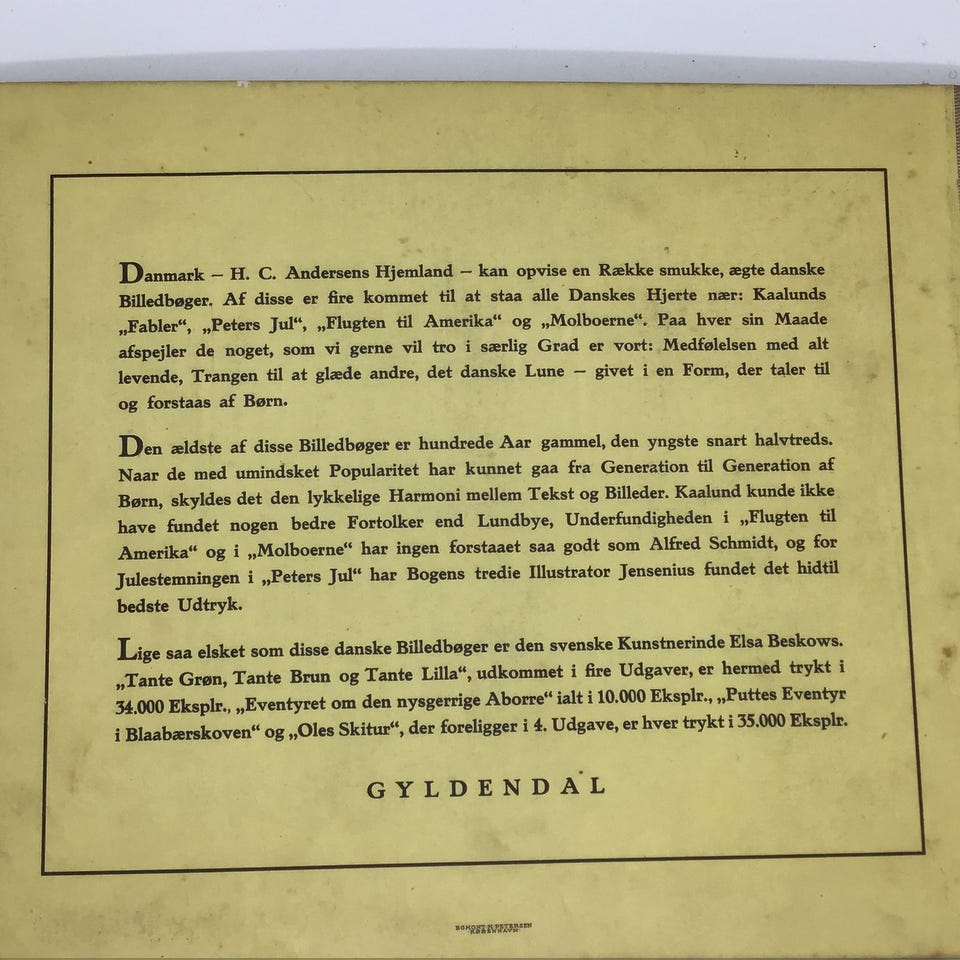 Danmark — H. C. Andersens Hjemland — kan opvise en Række smukke, ægte danske
Billedbøger. Af disse er fire kommet til at staa alle Danskes Hjerte nær: Kaalunds
„Fabler“, „Peters Jul“, „Flugten til Amerika“ og „Molboerne“. Paa hver sin Maade
afspejler de noget, som vi gerne vil tro i særlig Grad er vort: Medfølelsen med alt
levende, Trangen til at glæde andre, det danske Lune — givet i en Form, der taler til
og forstaas af Børn.
Den ældste af disse Billedbøger er hundrede Aar gammel, den yngste snart halvtreds.
Naar de med umindsket Popularitet har kunnet gaa fra Generation til Generation af
Børn, skyldes det den lykkelige Harmoni mellem Tekst og Billeder. Kaalund kunde ikke
have fundet nogen bedre Fortolker end Lundbye, Underfundigheden i „Flugten til
Amerika“ og i „Molboerne“ har ingen forstaaet saa godt som Alfred Schmidt, og for
Julestemningen i „Peters Jul“ har Bogens tredie Illustrator Jensenius fundet det hidtil
bedste Udtryk.
Lige saa elsket som disse danske Billedbøger er den svenske Kunstnerinde Elsa Beskows.
„Tante Grøn, Tante Brun og Tante Lilla“, udkommet i fire Udgaver, er hermed trykt i
34.000 Eksplr., „Eventyret om den nysgerrige Aborre“ ialt i 10.000 Eksplr., „Puttes Eventyr
i Blaabærskoven“ og „Oles Skitur“, der foreligger i 4. Udgave, er hver trykt i 35.000 Eksplr.
GYLDENDAL
EGMONT H. PETERSEN
KØBENHAVN